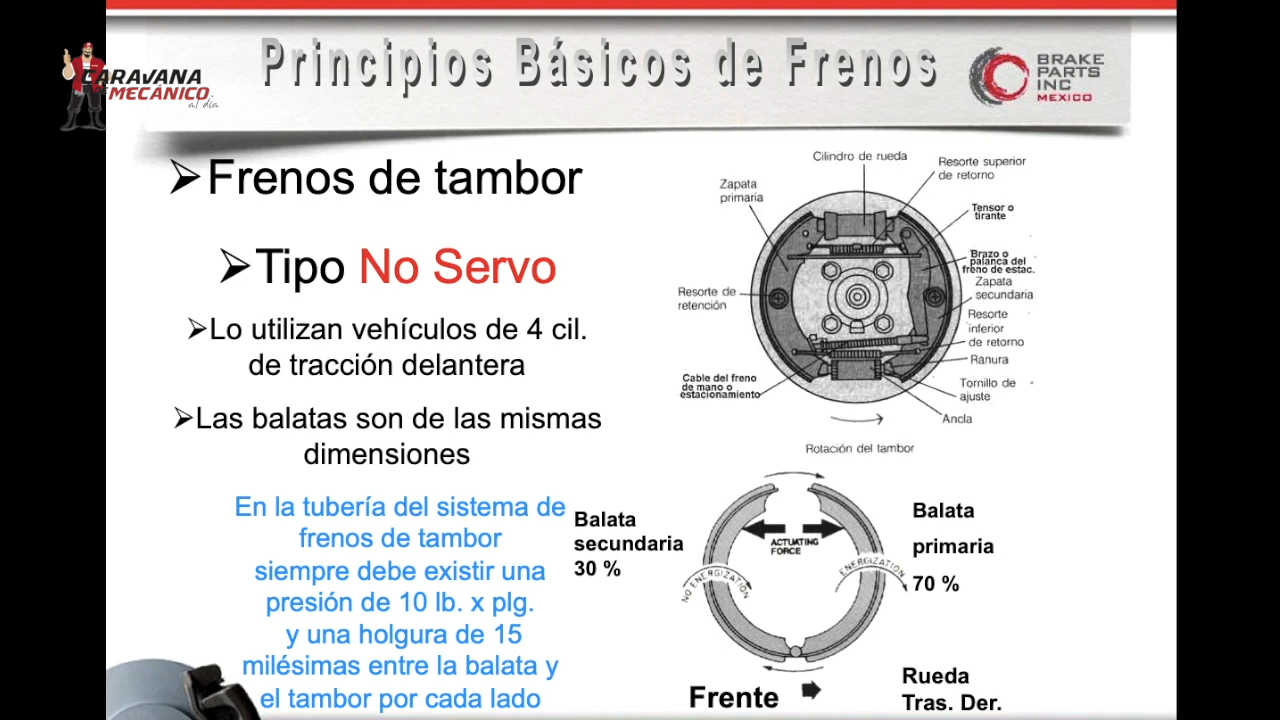 CARAVANA
EL MECÁNICO
al día
Principios Básicos de Frenos
BRAKE
PARTS
INC
MEXICO
Frenos de tambor
Tipo No Servo
Lo utilizan vehículos de 4 cil.
de tracción delantera
Las balatas son de las mismas
dimensiones
En la tubería del sistema de
frenos de tambor
siempre debe existir una
presión de 10 lb. x plg.
y una holgura de 15
milésimas entre la balata y
el tambor por cada lado
Cilindro de rueda
Resorte superior
de retorno
Zapata
primaria
Tensor o
tirante
Brazo o
palanca del
freno de estac.
Zapata
secundaria
Resorte de
retención
Resorte
inferior
de retorno
Ranura
Cable del freno
de mano o
estacionamiento
Tornillo de
ajuste
Ancla
Rotación del tambor
Balata
secundaria
30 %
ACTUATING
FORCE
NO ENERGIZATION
ENERGIZATION
Balata
primaria
70 %
Frente
Rueda
Tras. Der.